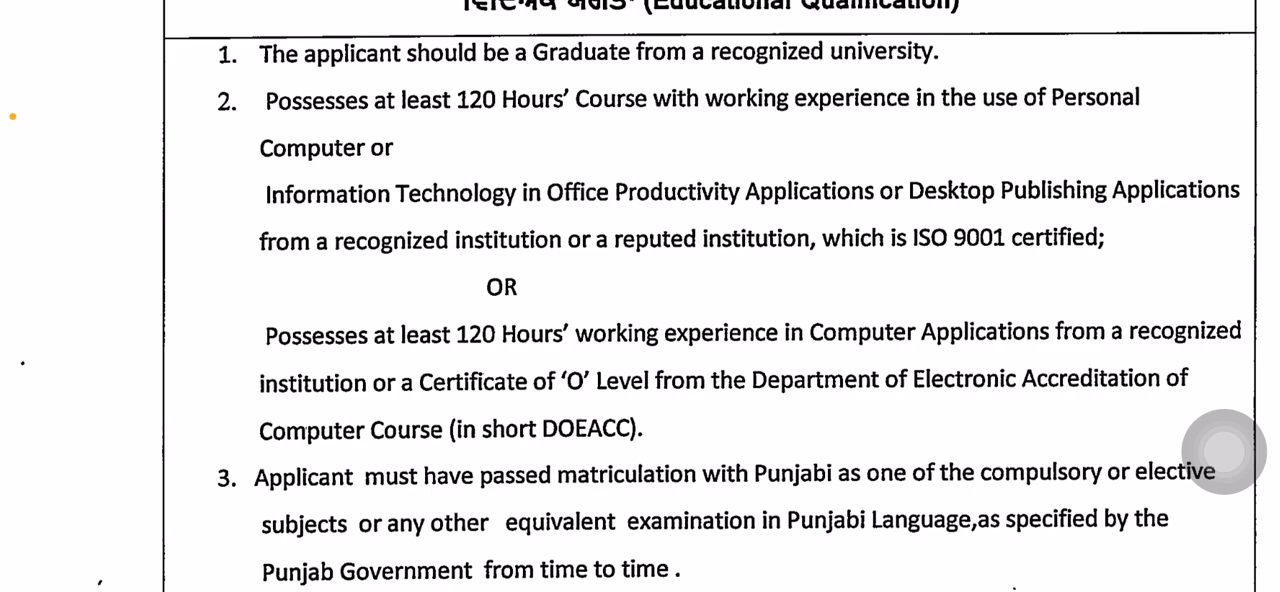 (Educational Qualification)
1. The applicant should be a Graduate from a recognized university.
2. Possesses at least 120 Hours’ Course with working experience in the use of Personal
Computer or
Information Technology in Office Productivity Applications or Desktop Publishing Applications
from a recognized institution or a reputed institution, which is ISO 9001 certified;
OR
Possesses at least 120 Hours’ working experience in Computer Applications from a recognized
institution or a Certificate of ‘O’ Level from the Department of Electronic Accreditation of
Computer Course (in short DOEACC).
3. Applicant must have passed matriculation with Punjabi as one of the compulsory or elective
subjects or any other equivalent examination in Punjabi Language,as specified by the
Punjab Government from time to time .